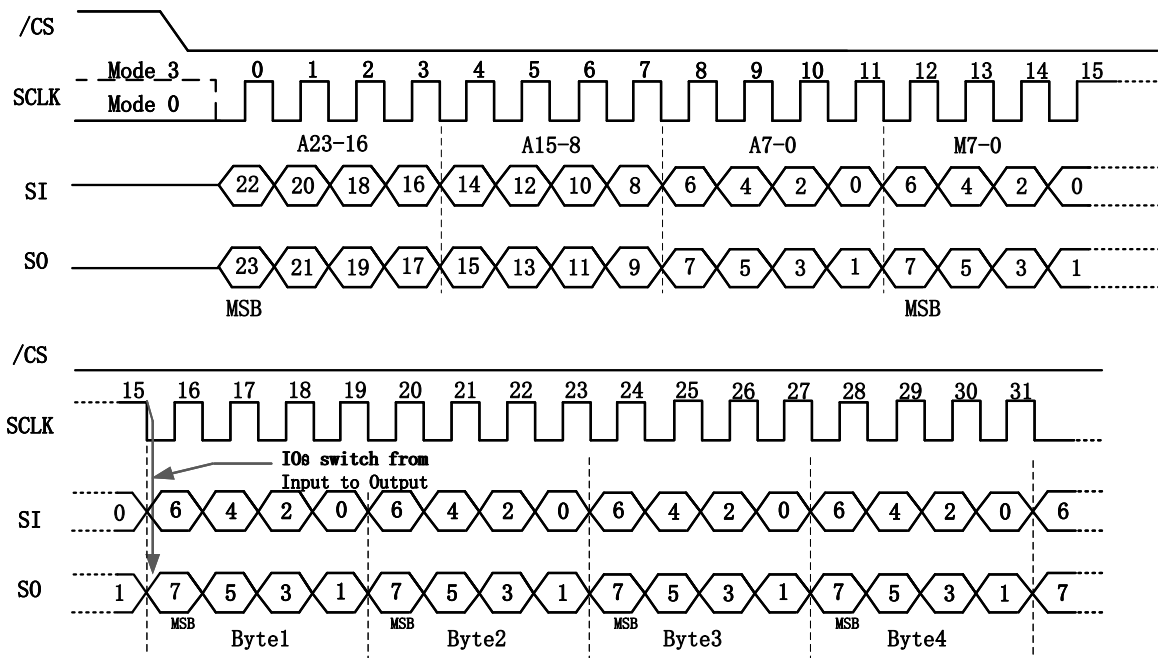 /CS
Mode 3 0 1 2 3 4 5 6 7 8 9 10 11 12 13 14 15
SCLK
Mode 0
A23-16 A15-8 A7-0 M7-0
SI 22 20 18 16 14 12 10 8 6 4 2 0 6 4 2 0
SO 23 21 19 17 15 13 11 9 7 5 3 1 7 5 3 1
MSB MSB
/CS
15 16 17 18 19 20 21 22 23 24 25 26 27 28 29 30 31
SCLK
IOs switch from
Input to Output
SI 0 6 4 2 0 6 4 2 0 6 4 2 0 6 4 2 0 6
SO 1 7 5 3 1 7 5 3 1 7 5 3 1 7 5 3 1 7
MSB MSB MSB MSB
Byte1 Byte2 Byte3 Byte4